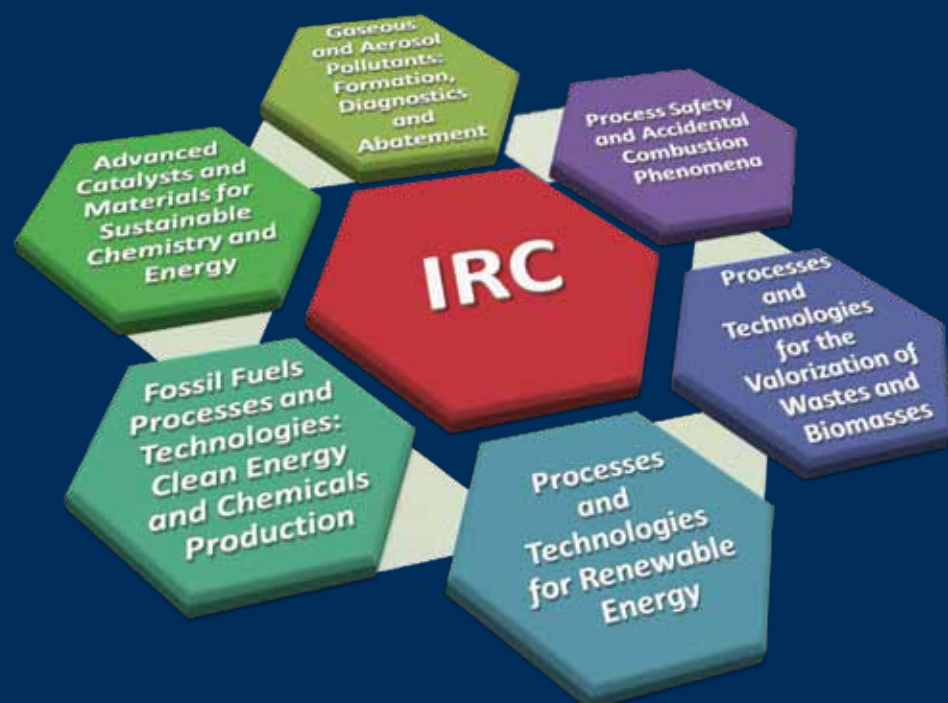 Gaseous
and Aerosol
Pollutants:
Formation,
Diagnostics
and
Abatement
Process Safety
and Accidental
Combustion
Phenomena
Advanced
Catalysts and
Materials for
Sustainable
Chemistry and
Energy
IRC
Processes
and
Technologies
for the
Valorization of
Wastes and
Biomasses
Fossil Fuels
Processes and
Technologies:
Clean Energy
and Chemicals
Production
Processes
and
Technologies
for Renewable
Energy